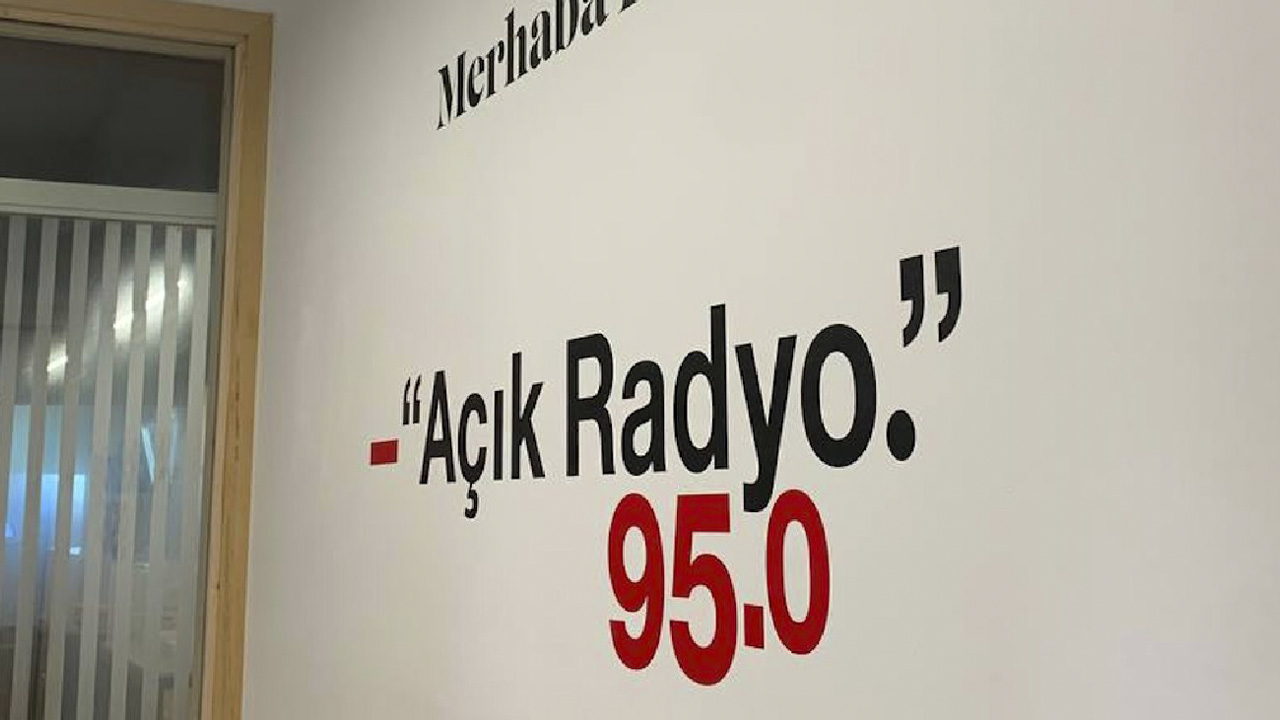 Merhaba
-“Açık Radyo.”
95.0